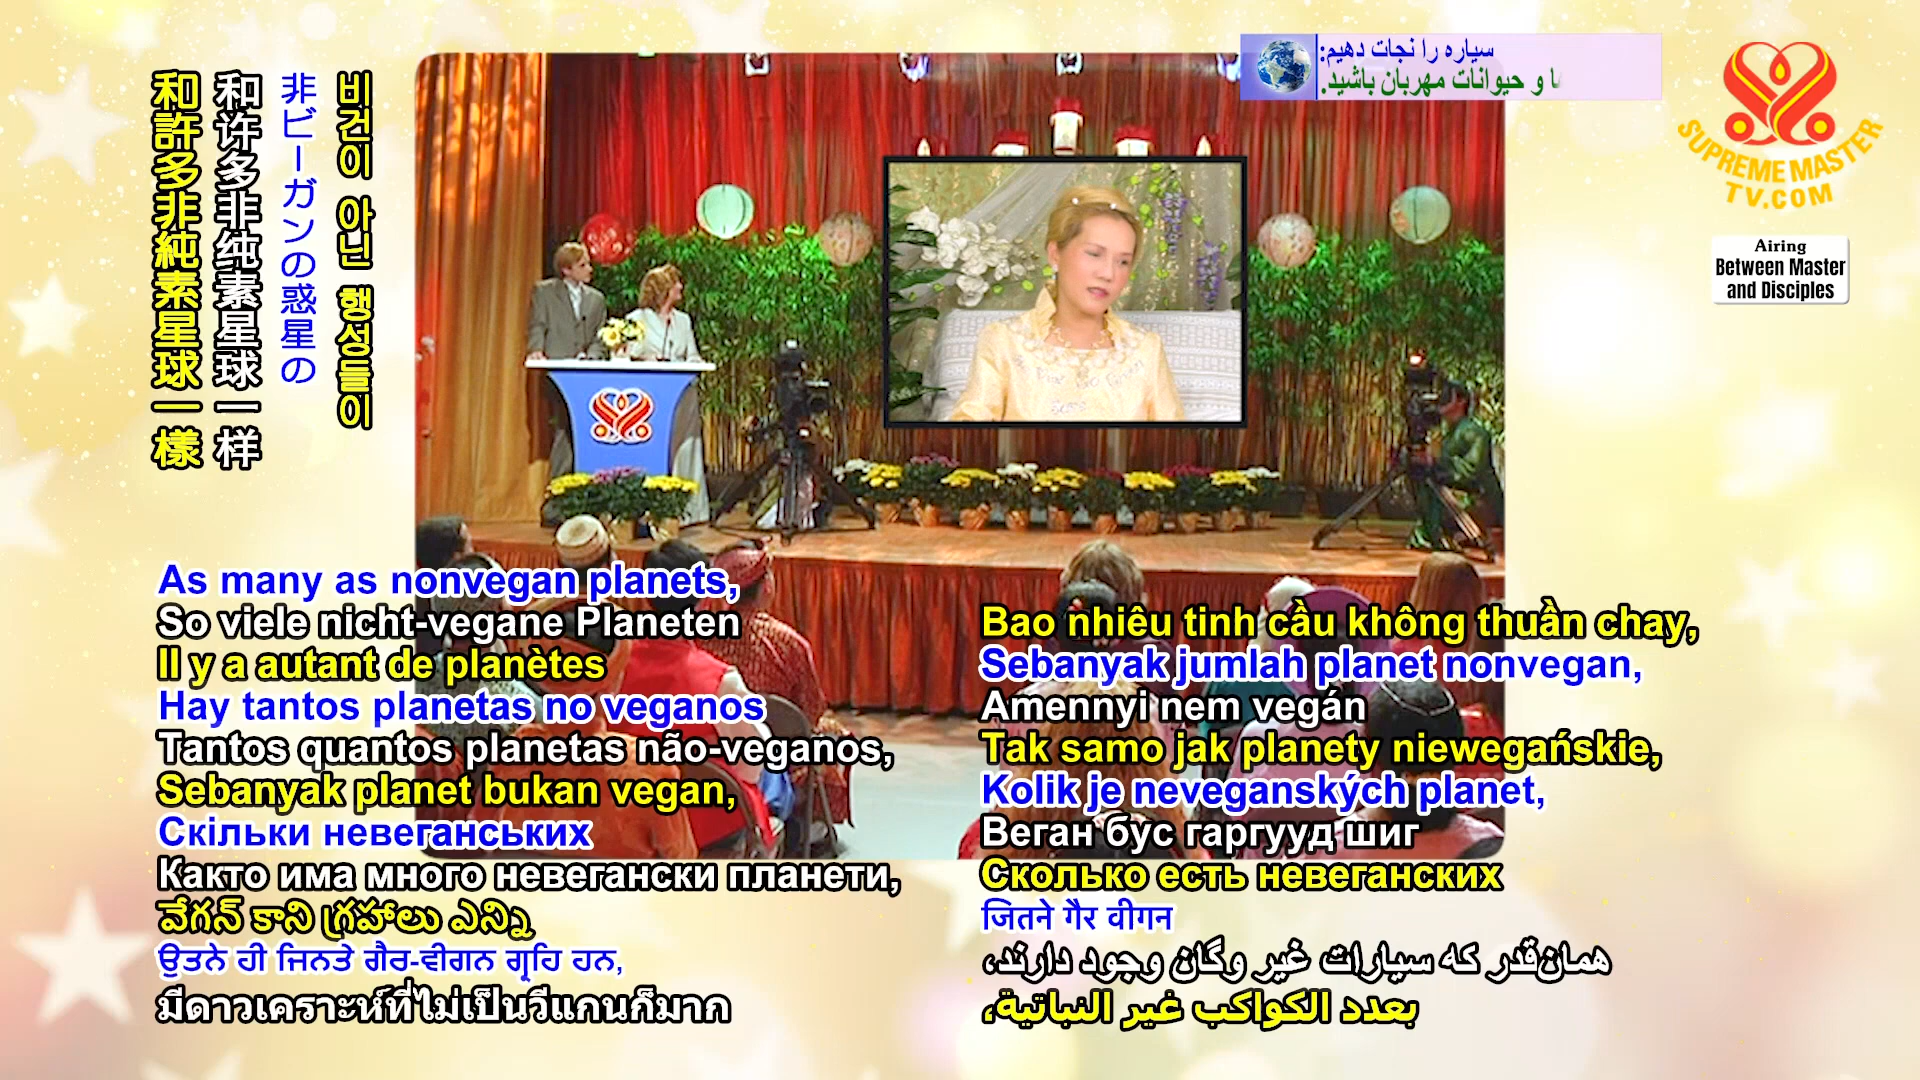 سیاره را نجات دهیم:
و حیوانات مهربان باشید.
SUPREME MASTER
TV.COM
Airing
Between Master
and Disciples
비건이 아닌 행성들이
非ビーガンの惑星の
和许多非纯素星球一样
和許多非純素星球一樣
As many as nonvegan planets,
So viele nicht-vegane Planeten
Il y a autant de planètes
Hay tantos planetas no veganos
Tantos quantos planetas não-veganos,
Sebanyak planet bukan vegan,
Скільки невеганських
Както има много невегански планети,
వేగన్ కాని గ్రహాలు ఎన్ని
ਉਤਨੇ ਹੀ ਜਿਨਤੇ ਗੈਰ-ਵੀਗਨ ਗ੍ਰਹਿ ਹਨ,
มีดาวเคราะห์ที่ไม่เป็นวีแกนก็มาก
Bao nhiêu tinh cầu không thuần chay,
Sebanyak jumlah planet nonvegan,
Amennyi nem vegán
Tak samo jak planety niewegańskie,
Kolik je neveganských planet,
Веган бус гаргууд шиг
Сколько есть невеганских
जितने गैर वीगन
همان‌قدر که سیارات غیر وگان وجود دارند،
بعدد الكواكب غير النباتية،